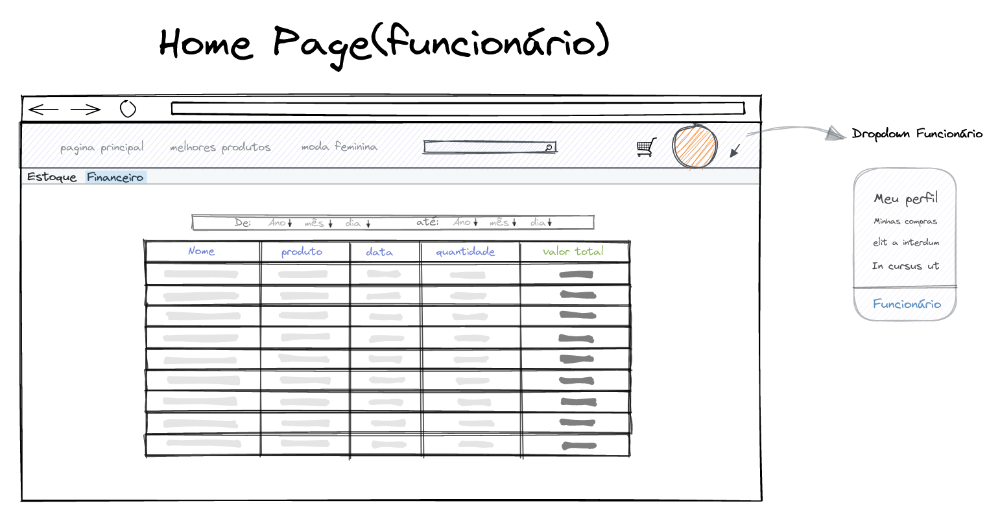 Home Page(funcionário)
pagina principal melhores produtos moda feminina
Dropdown Funcionário
Estoque Financeiro
De: Ano mês dia até: Ano mês dia
Nome produto data quantidade valor total
Meu perfil
Minhas compras
elit a interdum
In cursus ut
Funcionário